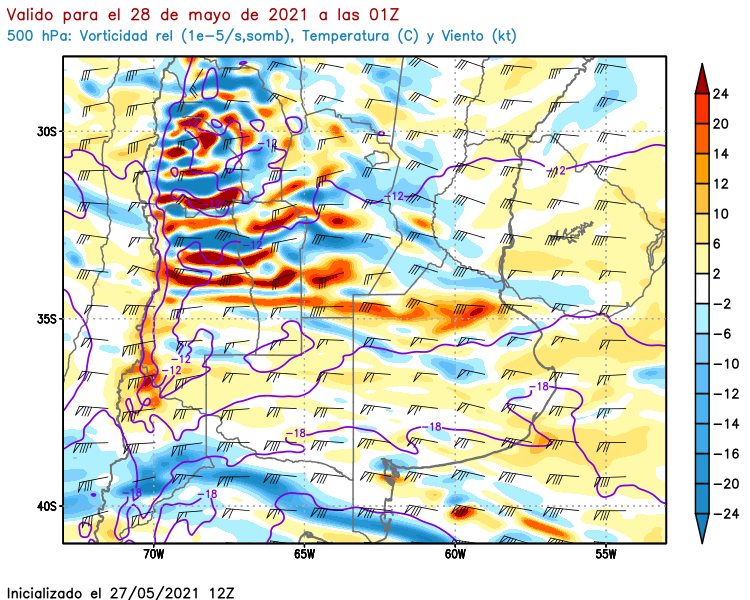 Valido para el 28 de mayo de 2021 a las 01Z
500 hPa: Vorticidad rel (1e-5/s,somb), Temperatura (C) y Viento (kt)
24
20
14
12
10
6
2
-2
-6
-10
-12
-14
-16
-20
-24
30S
35S
40S
-12
-12
-12
-12
-12
-12
-12
-18
-18
-18
-18
-18
70W
65W
60W
55W
Inicializado el 27/05/2021 12Z